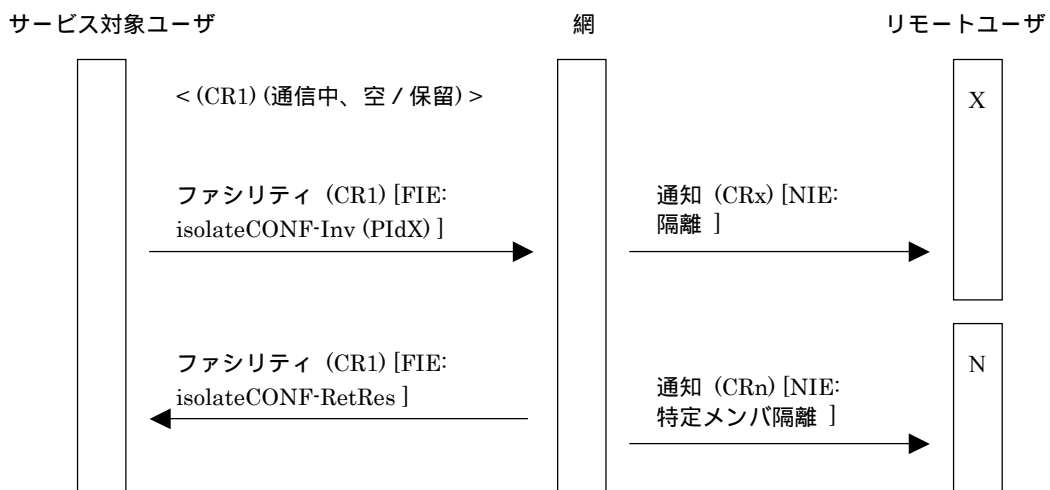 サービス対象ユーザ
網
リモートユーザ
< (CR1) (通信中、空 / 保留) >
X
ファシリティ (CR1) [FIE:
isolateCONF-Inv (PIdX) ]
通知 (CRx) [NIE:
隔離 ]
ファシリティ (CR1) [FIE:
isolateCONF-RetRes ]
N
通知 (CRn) [NIE:
特定メンバ隔離 ]